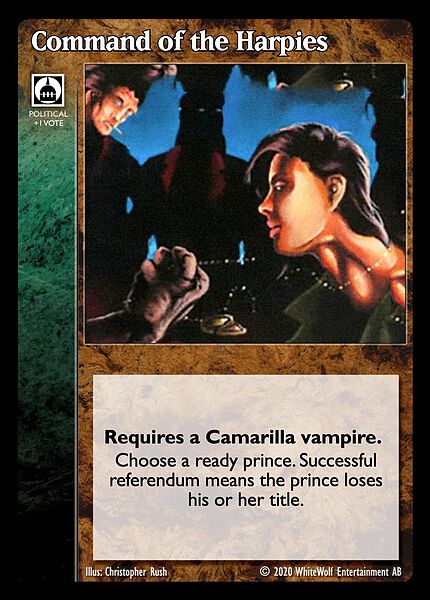 Command of the Harpies
POLITICAL
+1 VOTE
Requires a Camarilla vampire.
Choose a ready prince. Successful
referendum means the prince loses
his or her title.
Illus: Christopher Rush
© 2020 WhiteWolf Entertainment AB